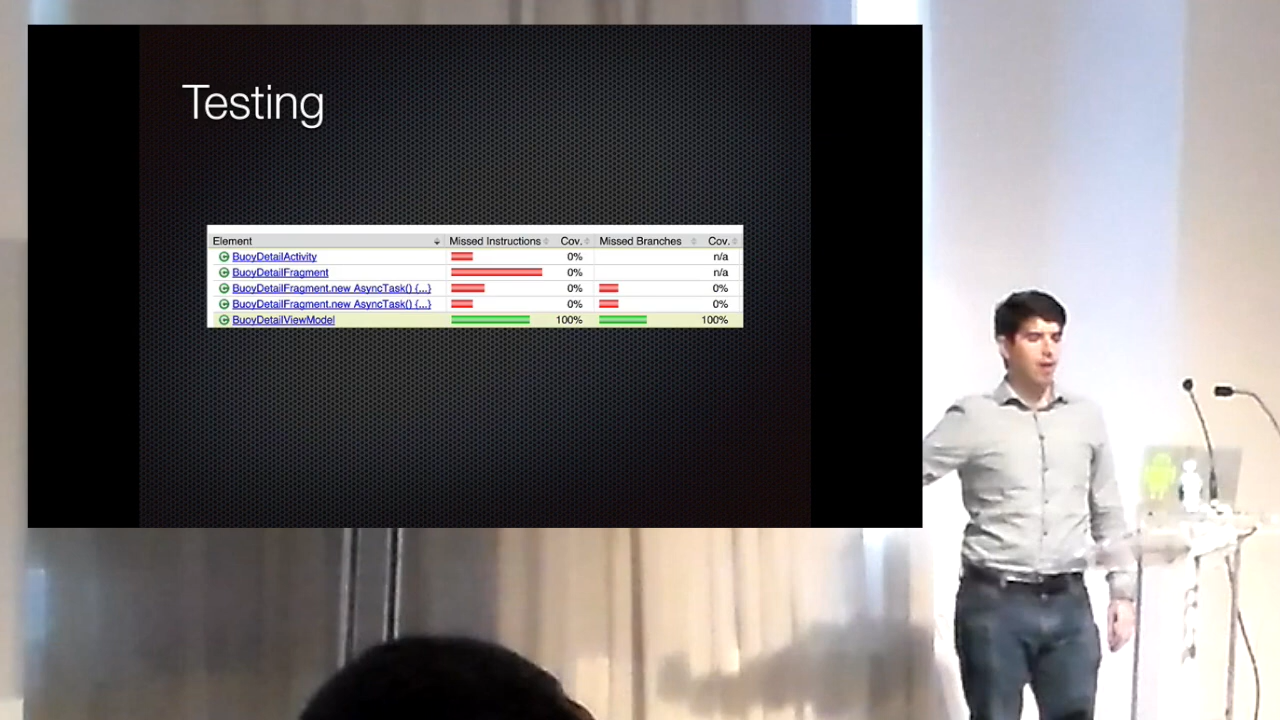 Testing
Element Missed Instructions Cov. Missed Branches Cov.
BuoyDetailActivity 0% n/a
BuoyDetailFragment 0% n/a
BuoyDetailFragment.new AsyncTask() {...} 0% 0%
BuoyDetailFragment.new AsyncTask() {...} 0% 0%
BuoyDetailViewModel 100% 100%